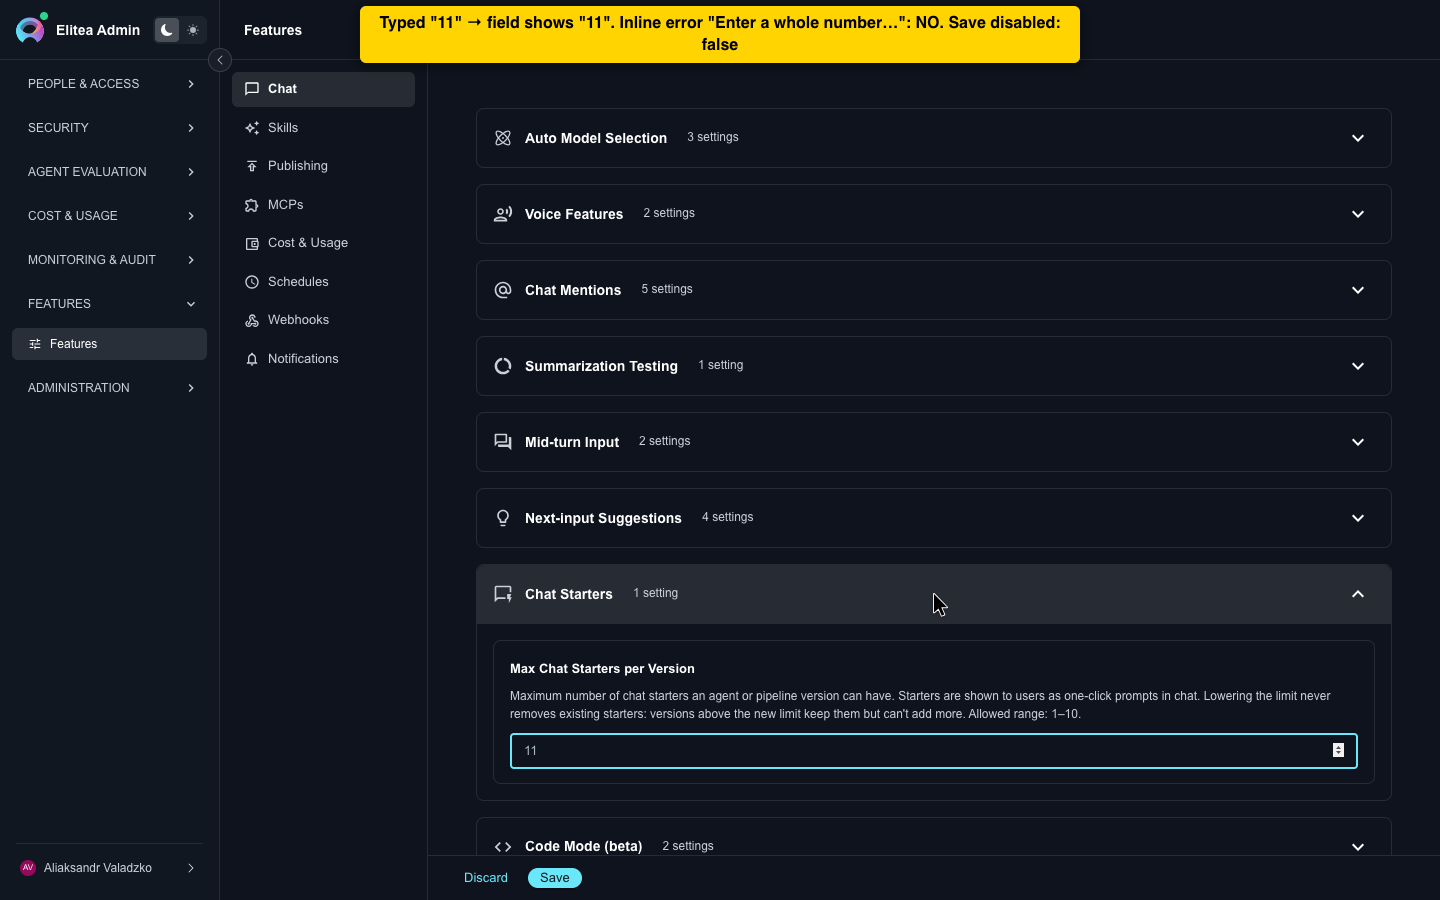 Typed "11" → field shows "11". Inline error "Enter a whole number...": NO. Save disabled:
false
Elitea Admin
Features
PEOPLE & ACCESS
SECURITY
AGENT EVALUATION
COST & USAGE
MONITORING & AUDIT
FEATURES
Features
ADMINISTRATION
AV Aliaksandr Valadzko
Chat
Skills
Publishing
MCPs
Cost & Usage
Schedules
Webhooks
Notifications
Auto Model Selection 3 settings
Voice Features 2 settings
Chat Mentions 5 settings
Summarization Testing 1 setting
Mid-turn Input 2 settings
Next-input Suggestions 4 settings
Chat Starters 1 setting
Max Chat Starters per Version
Maximum number of chat starters an agent or pipeline version can have. Starters are shown to users as one-click prompts in chat. Lowering the limit never
removes existing starters: versions above the new limit keep them but can't add more. Allowed range: 1–10.
11
Code Mode (beta) 2 settings
Discard Save